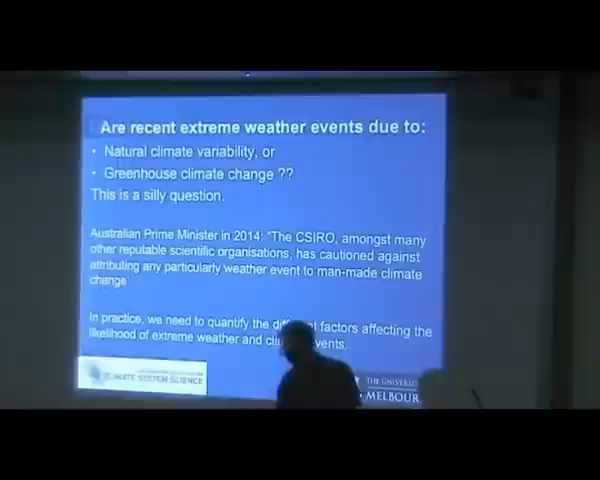 Are recent extreme weather events due to:
• Natural climate variability, or
• Greenhouse climate change ??
This is a silly question.
Australian Prime Minister in 2014: "The CSIRO, amongst many
other reputable scientific organisations, has cautioned against
attributing any particularly weather event to man-made climate
change'
In practice, we need to quantify the factors affecting the
likelihood of extreme weather and events.
CLIMATE SYSTEM SCIENCE
THE
MELBOUR